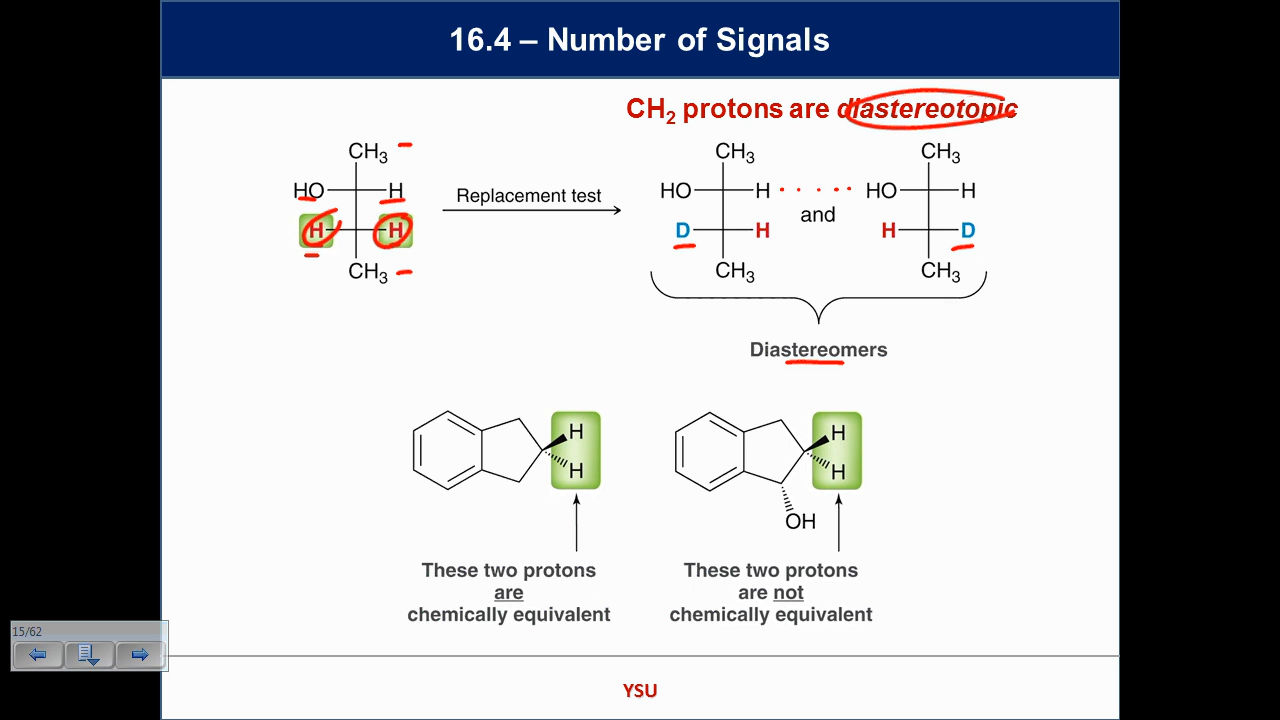 16.4 – Number of Signals
CH₂ protons are diastereotopic
CH₃
HO H
H H
CH₃
Replacement test
CH₃
HO H
D H
CH₃
and
CH₃
HO H
H D
CH₃
Diastereomers
H
H
H
H
OH
These two protons
are
chemically equivalent
These two protons
are not
chemically equivalent
15/62
YSU